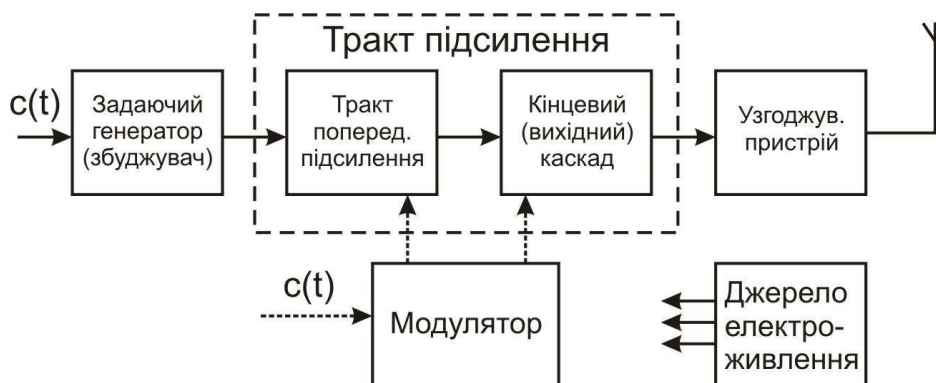 Тракт підсилення
c(t)
Задаючий
генератор
(збуджувач)
Тракт
поперед.
підсилення
Кінцевий
(вихідний)
каскад
Узгоджув.
пристрій
c(t)
Модулятор
Джерело
електро-
живлення